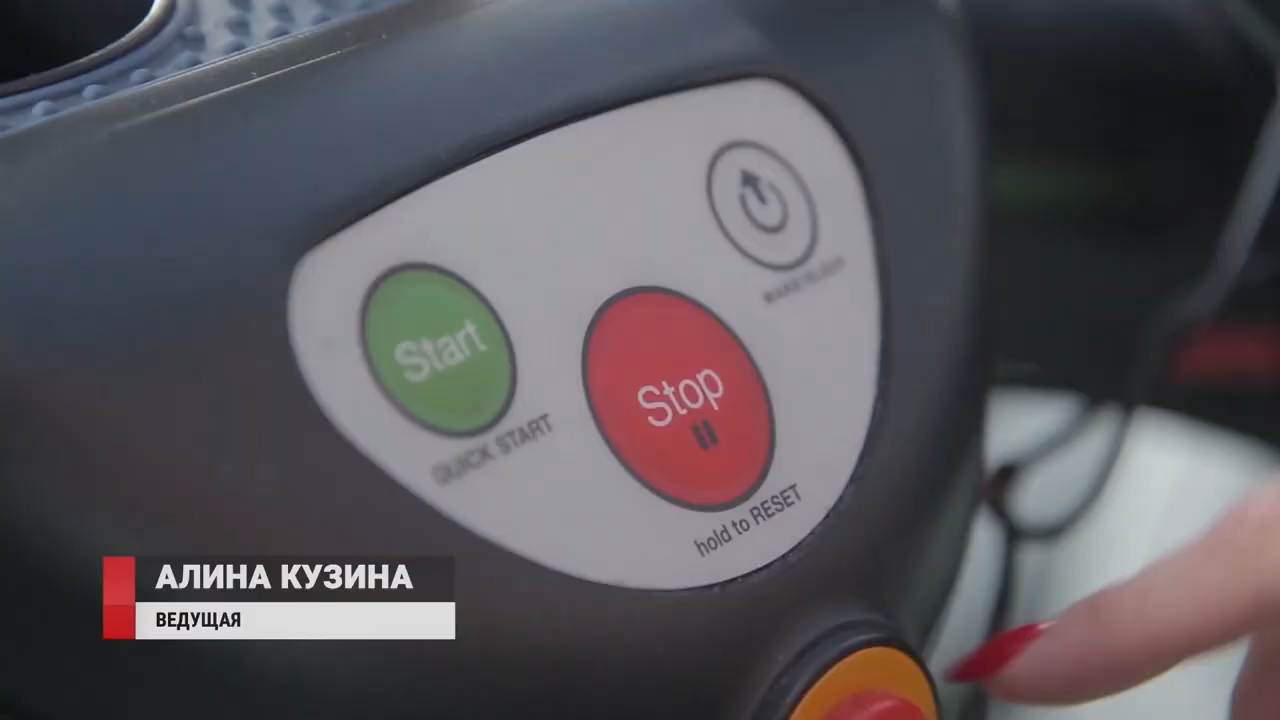 Start
QUICK START
Stop
hold to RESET
АЛИНА КУЗИНА
ВЕДУЩАЯ